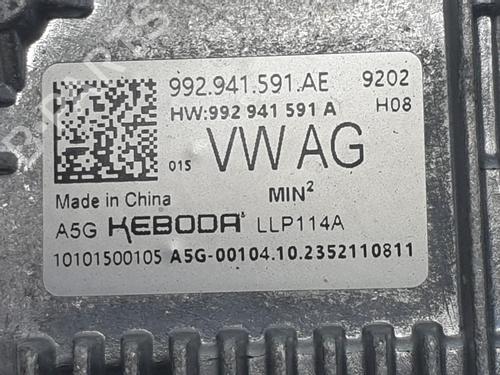 992.941.591.AE 9202
HW:992 941 591 A H08
01S VW AG
Made in China MIN²
A5G KEBODA LLP114A
10101500105 A5G-00104.10.2352110811